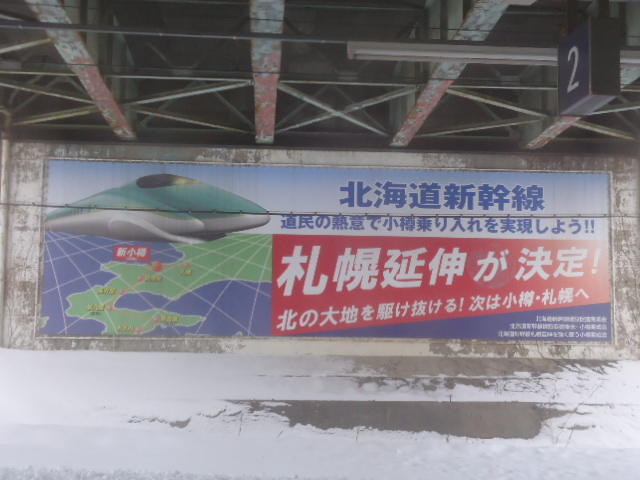 2
北海道新幹線
道民の熱意で小樽乗り入れを実現しよう!!
札幌延伸が決定!
北の大地を駆け抜ける!次は小樽・札幌へ
新小樽